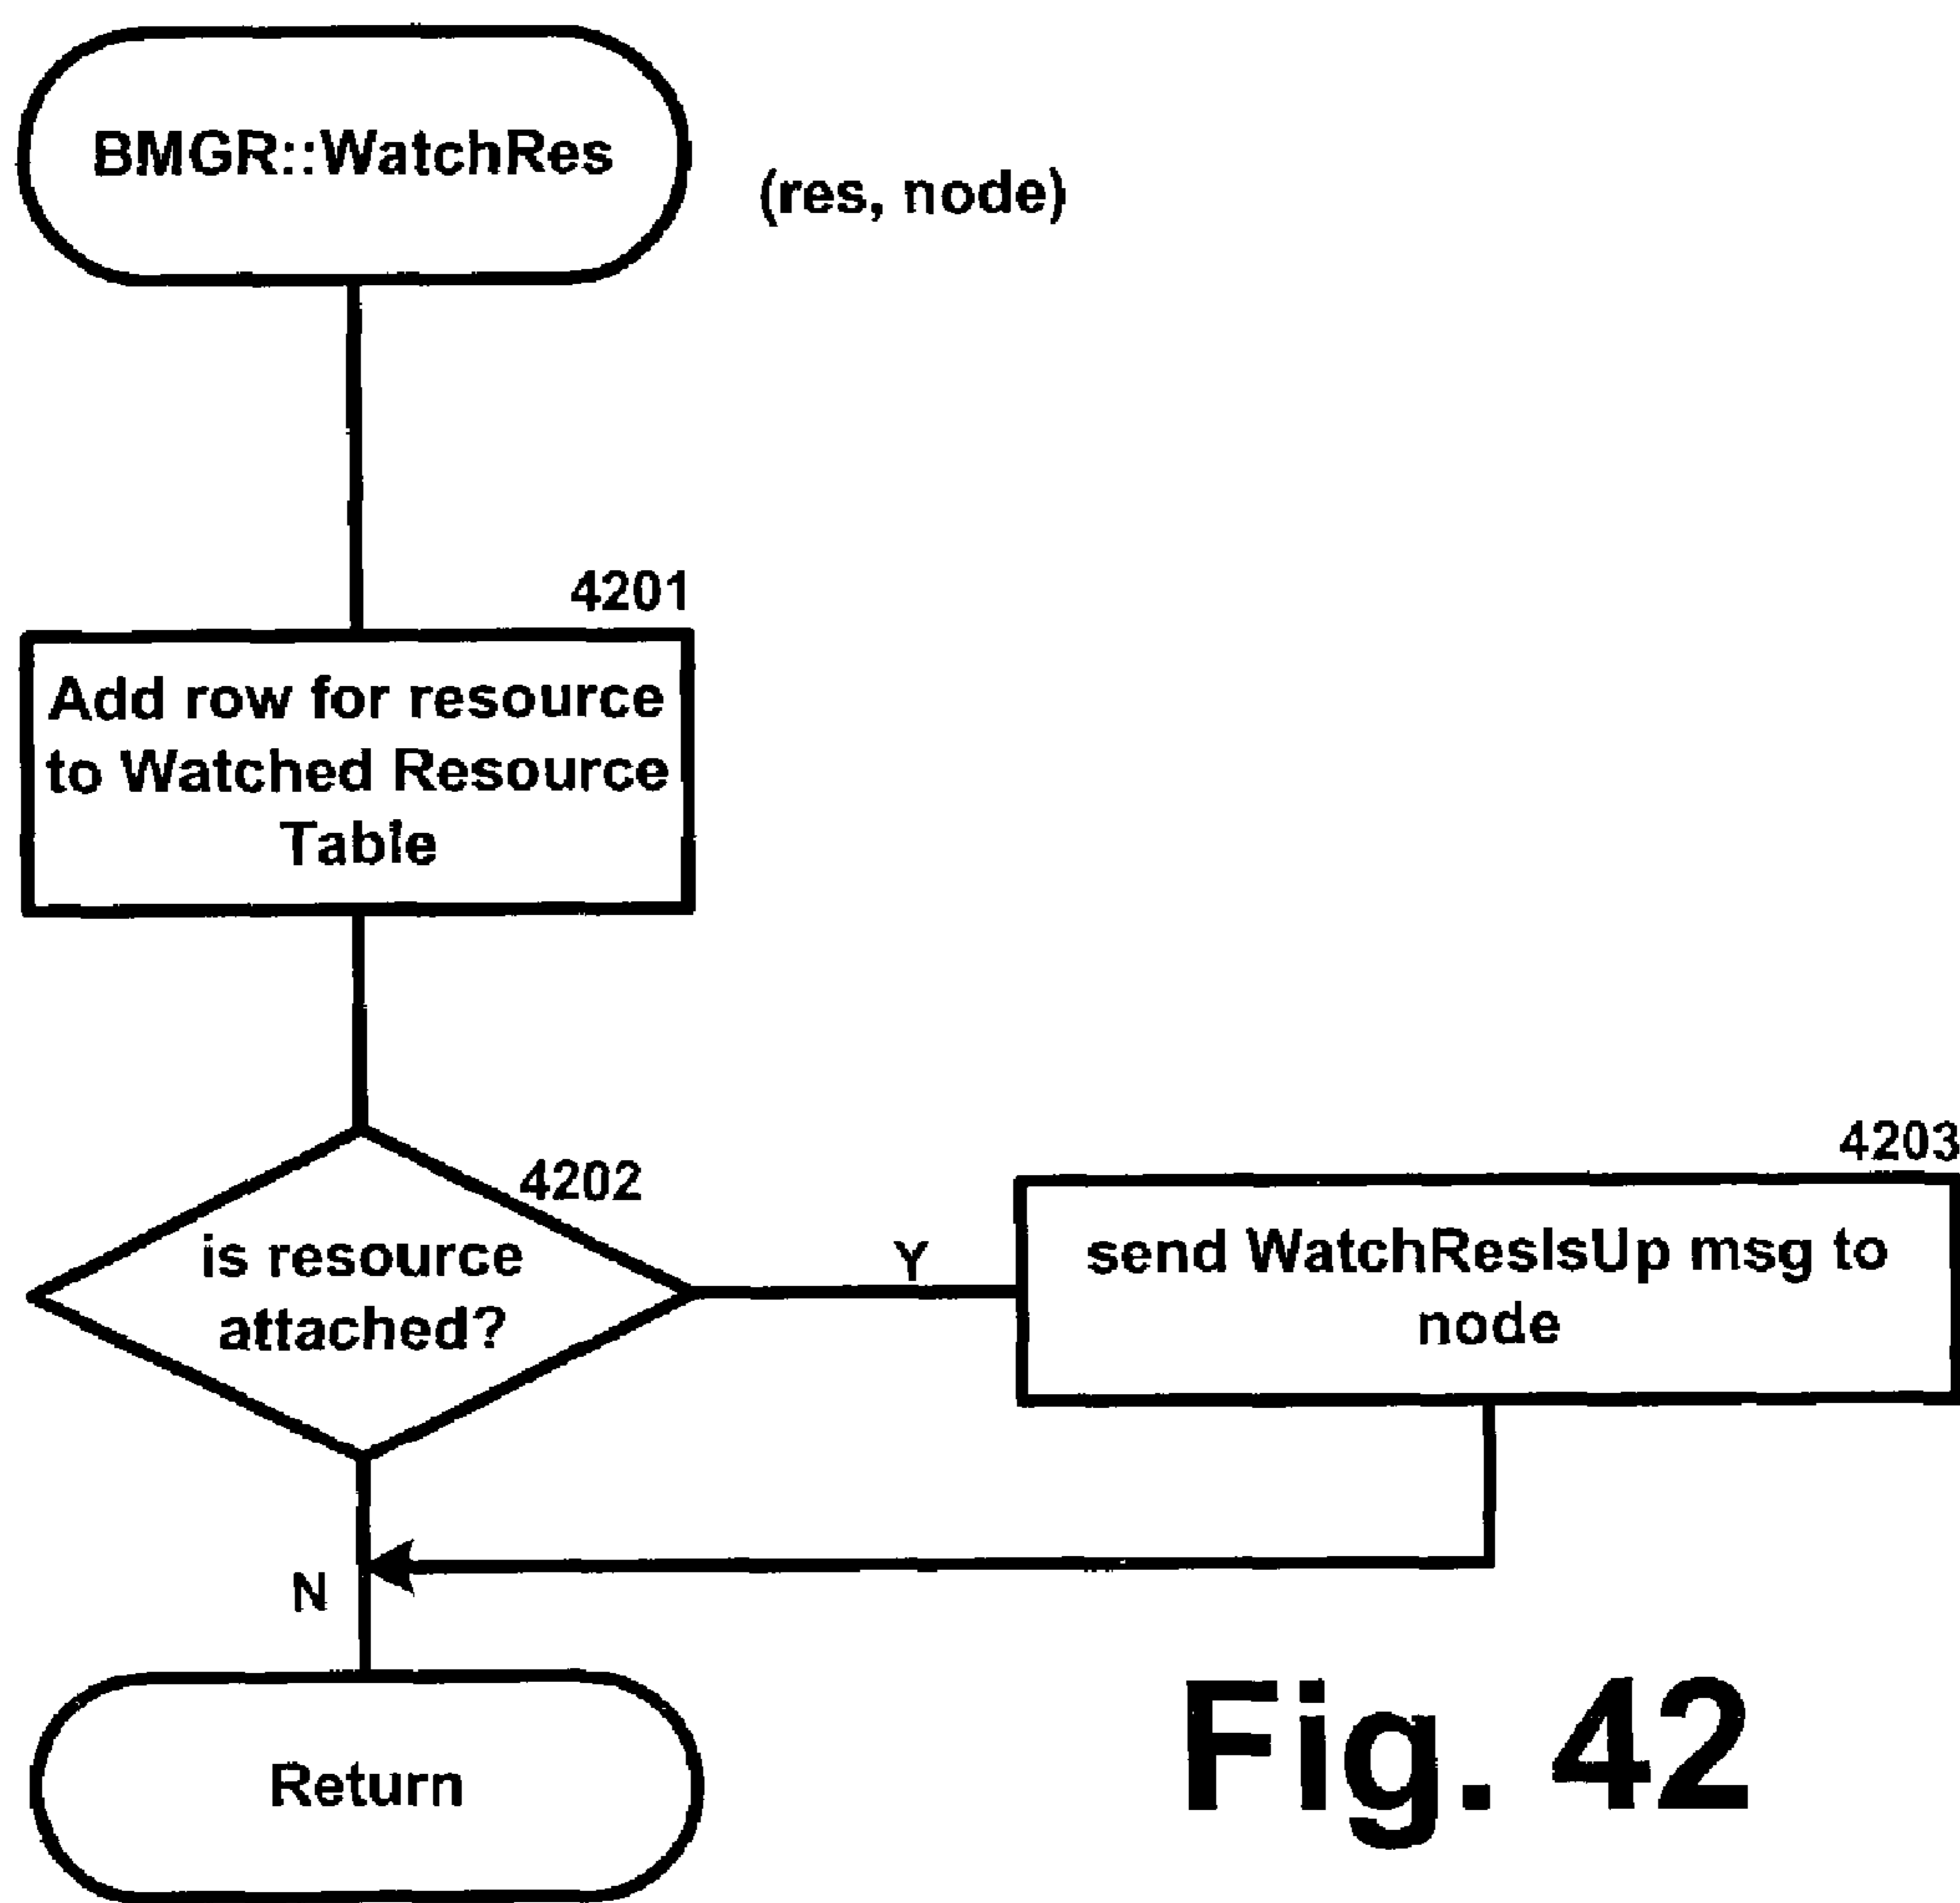 BMGR::WatchRes
(res, node)
4201
Add row for resource
to Watched Resource
Table
4202
is resource
attached?
Y
4203
send WatchResIsUp msg to
node
N
Return
Fig. 42